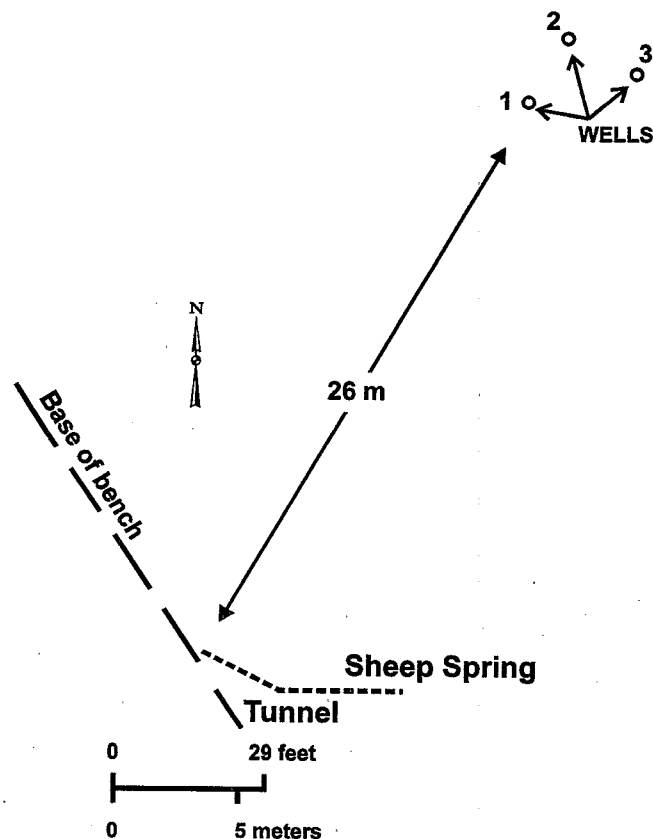 2
3
1
WELLS
N
26 m
Base of bench
Sheep Spring
Tunnel
0 29 feet
0 5 meters